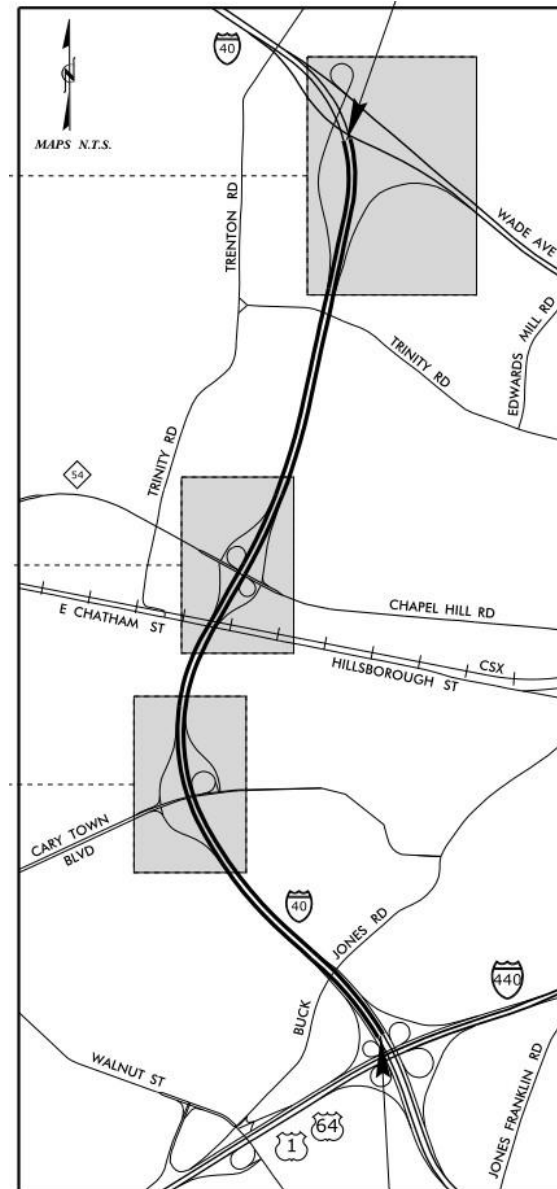 40
MAPS N.T.S.
TRENTON RD
WADE AVE
EDWARDS MILL RD
TRINITY RD
TRINITY RD
54
E CHATHAM ST
CHAPEL HILL RD
HILLSBOROUGH ST
CSX
CARY TOWN
BLVD
40
BUCK JONES RD
440
WALNUT ST
JONES FRANKLIN RD
64
1